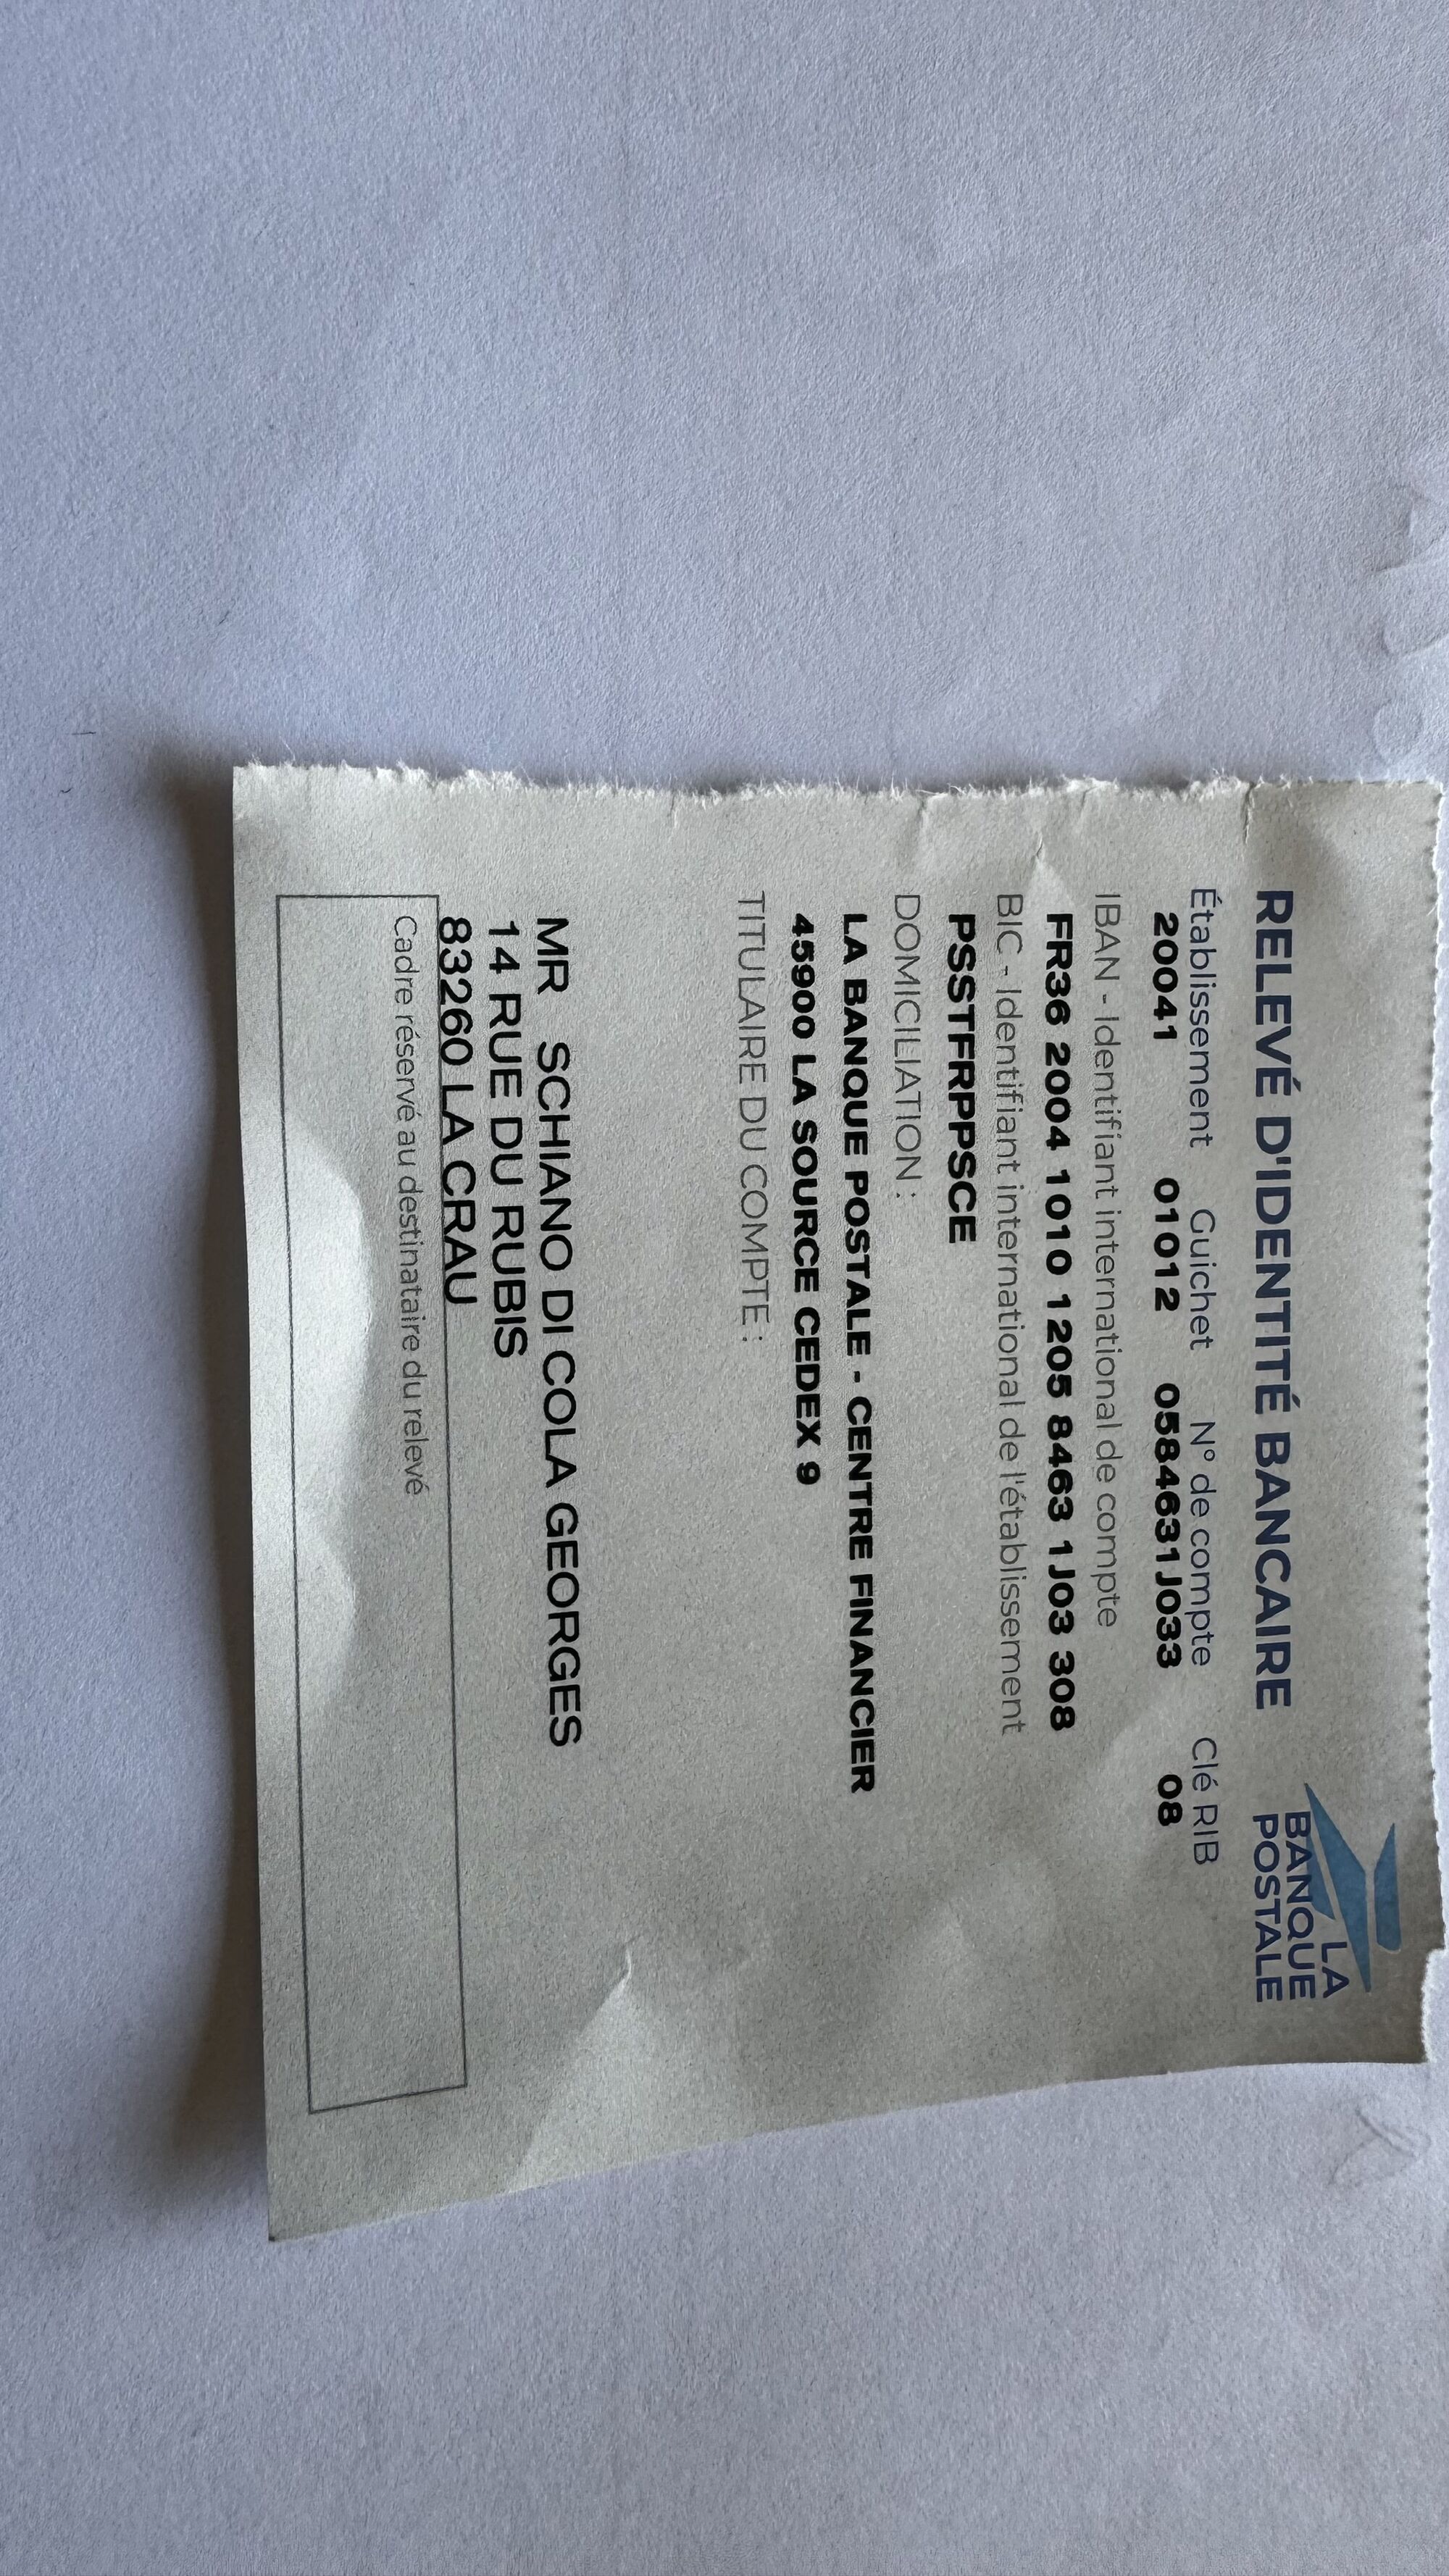 LA
BANQUE
POSTALE
RELEVÉ D'IDENTITÉ BANCAIRE
Établissement Guichet N° de compte Clé RIB
20041 01012 0584631J033 08
IBAN - Identifiant international de compte
FR36 2004 1010 1205 8463 1J03 308
BIC - Identifiant international de l'établissement
PSSTFRPPSCE
DOMICILIATION :
LA BANQUE POSTALE - CENTRE FINANCIER
45900 LA SOURCE CEDEX 9
TITULAIRE DU COMPTE :
MR SCHIANO DI COLA GEORGES
14 RUE DU RUBIS
83260 LA CRAU
Cadre réservé au destinataire du relevé